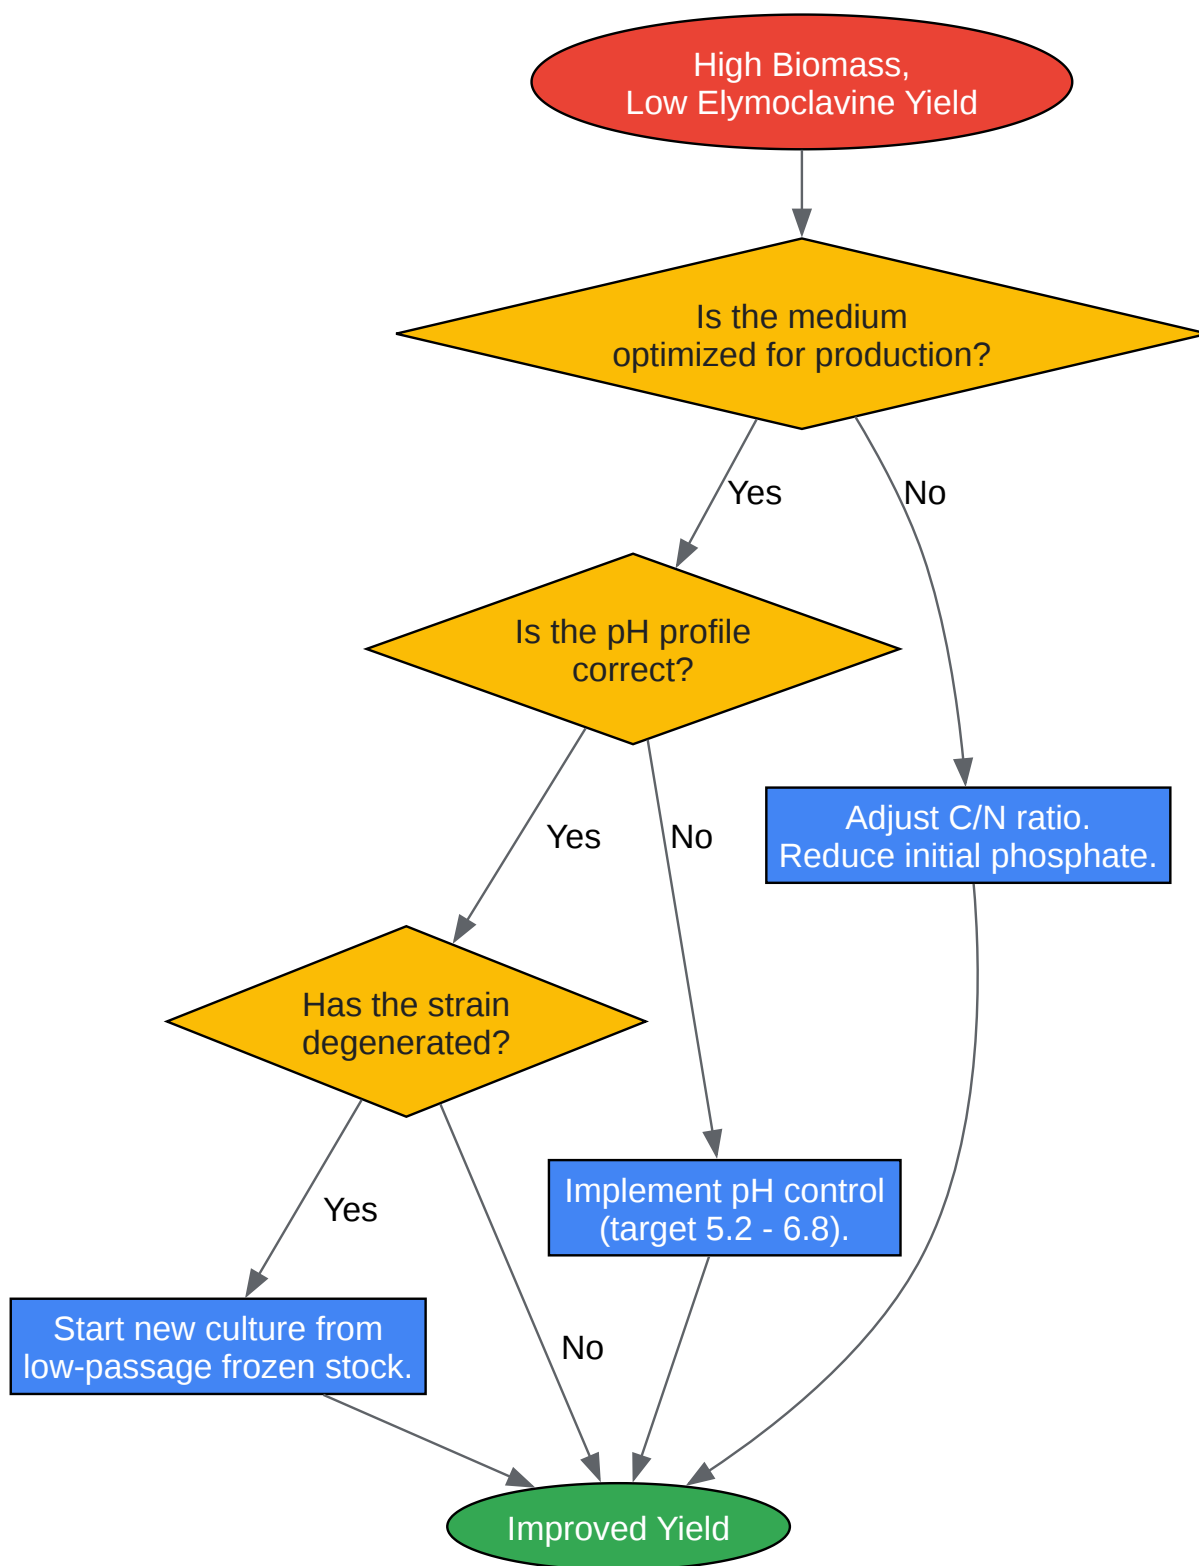 High Biomass,
Low Elymoclavine Yield
Is the medium
optimized for production?
Yes
No
Is the pH profile
correct?
Yes
No
Adjust C/N ratio.
Reduce initial phosphate.
Has the strain
degenerated?
Yes
No
Implement pH control
(target 5.2 - 6.8).
Start new culture from
low-passage frozen stock.
Improved Yield